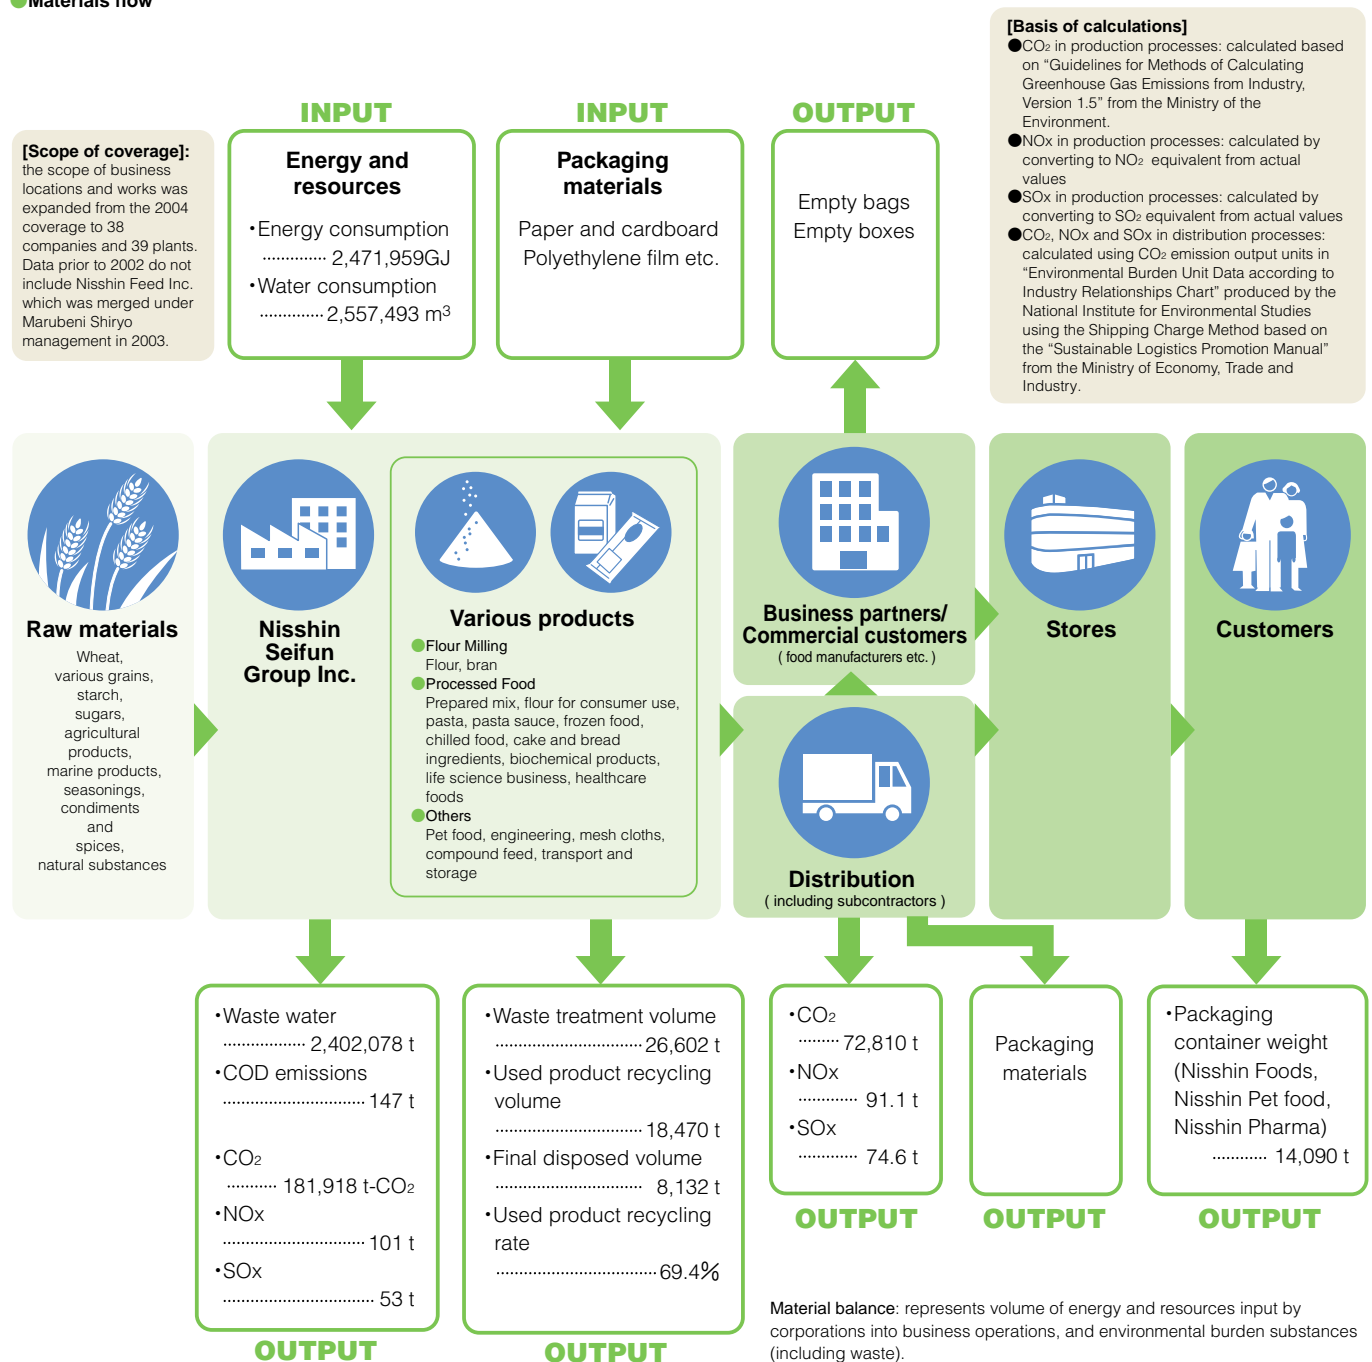 ●Materials flow
[Basis of calculations]
●CO2 in production processes: calculated based
on “Guidelines for Methods of Calculating
Greenhouse Gas Emissions from Industry,
Version 1.5” from the Ministry of the
Environment.
●NOx in production processes: calculated by
converting to NO2 equivalent from actual
values
●SOx in production processes: calculated by
converting to SO2 equivalent from actual values
●CO2, NOx and SOx in distribution processes:
calculated using CO2 emission output units in
“Environmental Burden Unit Data according to
Industry Relationships Chart” produced by the
National Institute for Environmental Studies
using the Shipping Charge Method based on
the “Sustainable Logistics Promotion Manual”
from the Ministry of Economy, Trade and
Industry.
[Scope of coverage]:
the scope of business
locations and works was
expanded from the 2004
coverage to 38
companies and 39 plants.
Data prior to 2002 do not
include Nisshin Feed Inc.
which was merged under
Marubeni Shiryo
management in 2003.
INPUT
Energy and
resources
・Energy consumption
·············· 2,471,959GJ
・Water consumption
·············· 2,557,493 m3
INPUT
Packaging
materials
Paper and cardboard
Polyethylene film etc.
OUTPUT
Empty bags
Empty boxes
Raw materials
Wheat,
various grains,
starch,
sugars,
agricultural
products,
marine products,
seasonings,
condiments
and
spices,
natural substances
Nisshin
Seifun
Group Inc.
Various products
●Flour Milling
Flour, bran
●Processed Food
Prepared mix, flour for consumer use,
pasta, pasta sauce, frozen food,
chilled food, cake and bread
ingredients, biochemical products,
life science business, healthcare
foods
●Others
Pet food, engineering, mesh cloths,
compound feed, transport and
storage
Business partners/
Commercial customers
( food manufacturers etc. )
Distribution
( including subcontractors )
Stores
Customers
・Waste water
·················· 2,402,078 t
・COD emissions
······························· 147 t
・CO2
··········· 181,918 t-CO2
・NOx
······························· 101 t
・SOx
································· 53 t
OUTPUT
・Waste treatment volume
································ 26,602 t
・Used product recycling
volume
································ 18,470 t
・Final disposed volume
································ 8,132 t
・Used product recycling
rate
··································· 69.4%
OUTPUT
・CO2
········· 72,810 t
・NOx
············· 91.1 t
・SOx
············· 74.6 t
OUTPUT
Packaging
materials
OUTPUT
・Packaging
container weight
(Nisshin Foods,
Nisshin Pet food,
Nisshin Pharma)
············ 14,090 t
OUTPUT
Material balance: represents volume of energy and resources input by
corporations into business operations, and environmental burden substances
(including waste).